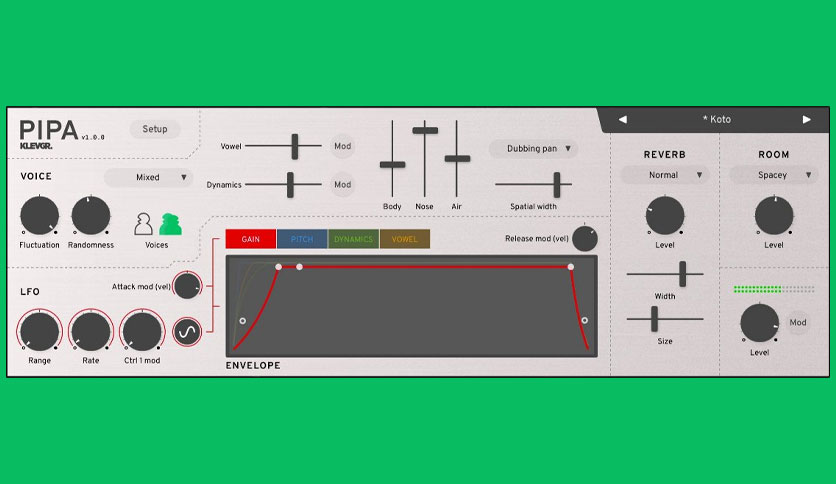 PIPA v1.0.0
KLEVGR.
Setup
VOICE
Mixed
Fluctuation
Randomness
Voices
LFO
Attack mod (vel)
Range
Rate
Ctrl 1 mod
Vowel
Mod
Dynamics
Mod
Body
Nose
Air
Dubbing pan
Spatial width
GAIN
PITCH
DYNAMICS
VOWEL
Release mod (vel)
ENVELOPE
* Koto
REVERB
Normal
Level
Width
Size
ROOM
Spacey
Level
Level
Mod